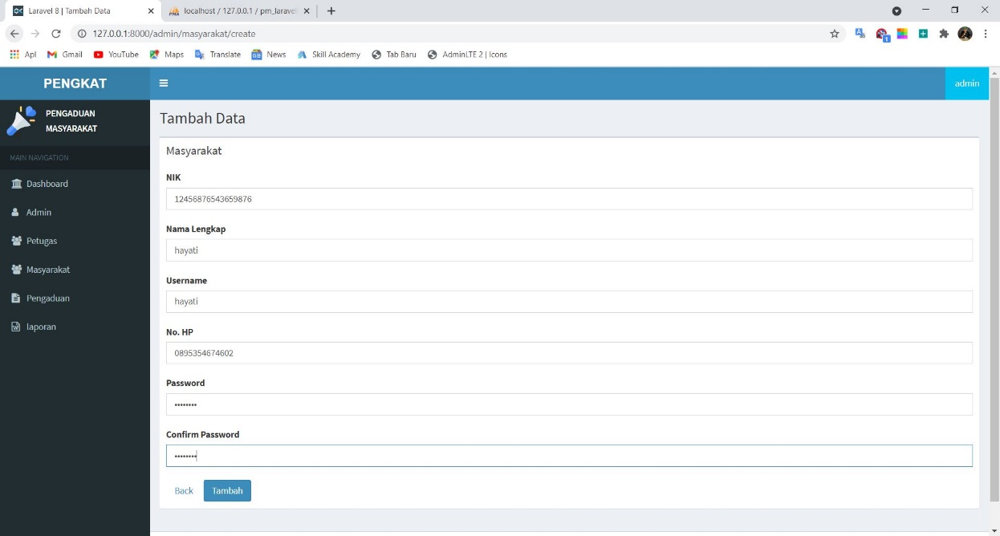 Laravel 8 | Tambah Data
localhost / 127.0.0.1 / pm_laravel
127.0.0.1:8000/admin/masyarakat/create
Apl Gmail YouTube Maps Translate News Skill Academy Tab Baru AdminLTE 2 | Icons
PENGKAT
admin
PENGADUAN
MASYARAKAT
MAIN NAVIGATION
Dashboard
Admin
Petugas
Masyarakat
Pengaduan
laporan
Tambah Data
Masyarakat
NIK
12456876543659876
Nama Lengkap
hayati
Username
hayati
No. HP
0895354674602
Password
••••••••
Confirm Password
••••••••
Back Tambah